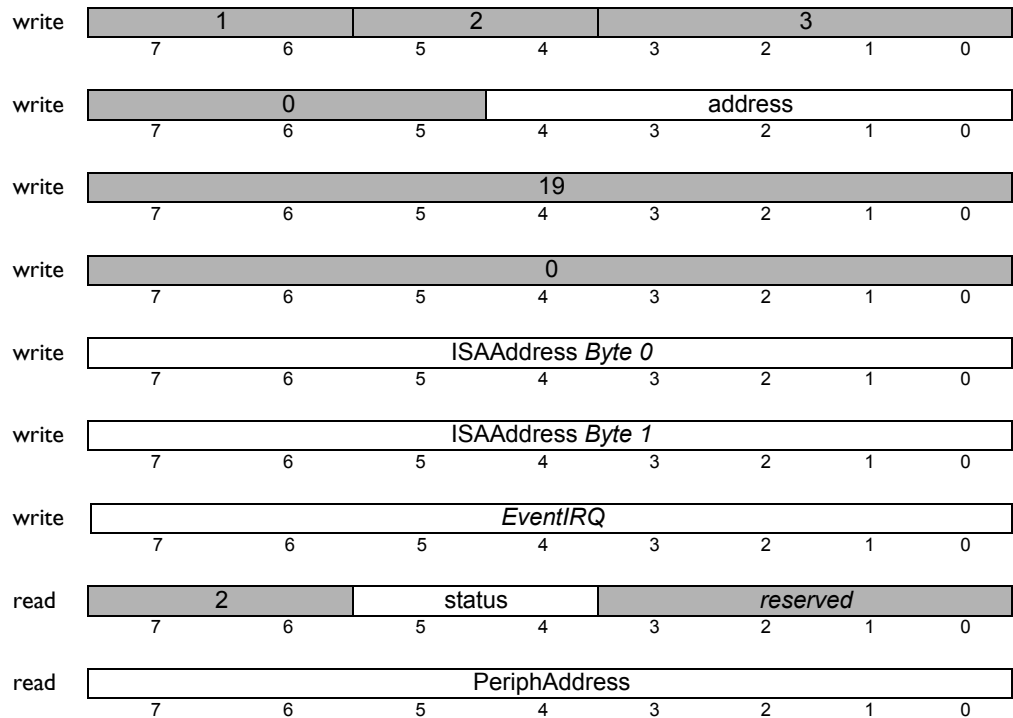 write 1 2 3
7 6 5 4 3 2 1 0
write 0 address
7 6 5 4 3 2 1 0
write 19
7 6 5 4 3 2 1 0
write 0
7 6 5 4 3 2 1 0
write ISAAddress Byte 0
7 6 5 4 3 2 1 0
write ISAAddress Byte 1
7 6 5 4 3 2 1 0
write EventIRQ
7 6 5 4 3 2 1 0
read 2 status reserved
7 6 5 4 3 2 1 0
read PeriphAddress
7 6 5 4 3 2 1 0